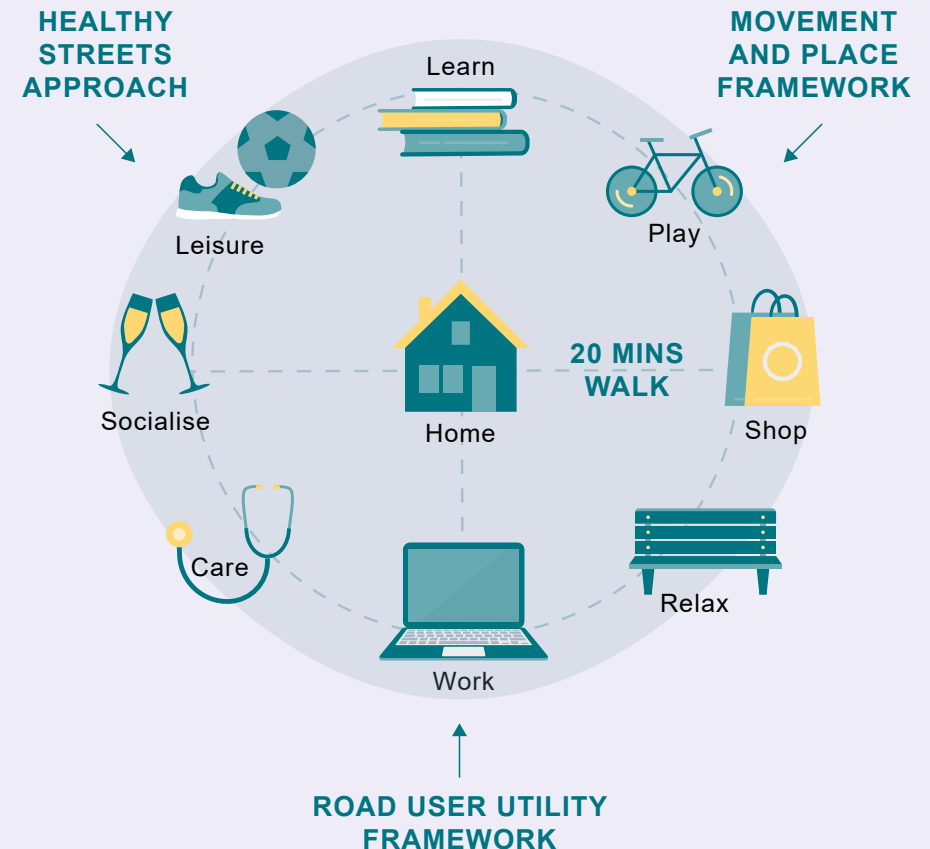 HEALTHY
STREETS
APPROACH
MOVEMENT
AND PLACE
FRAMEWORK
Learn
Leisure
Play
20 MINS
WALK
Socialise
Home
Shop
Care
Relax
Work
ROAD USER UTILITY
FRAMEWORK